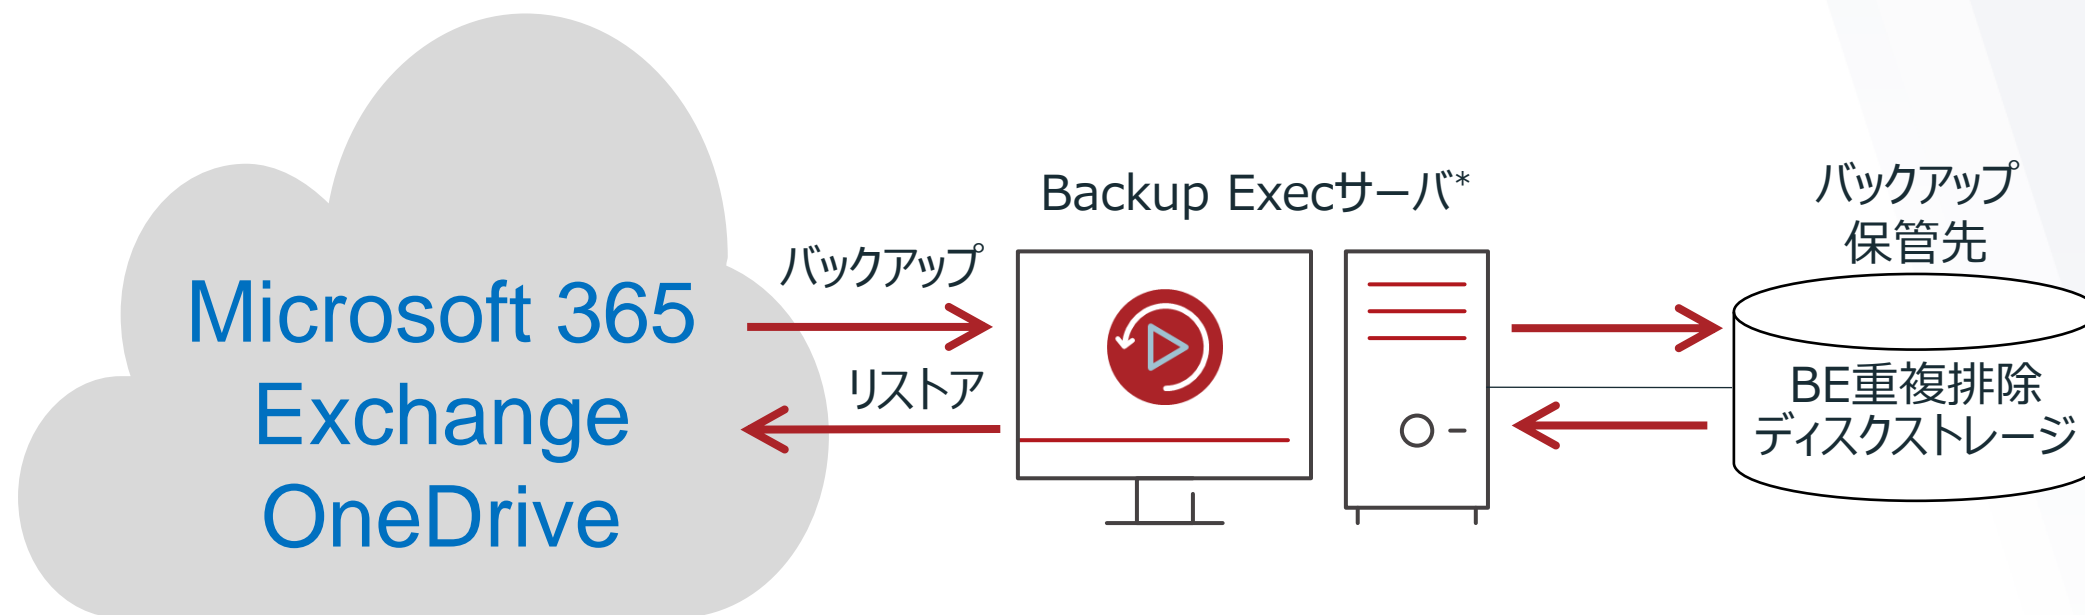 Microsoft 365
Exchange
OneDrive
バックアップ
リストア
Backup Execサーバ*
バックアップ
保管先
BE重複排除
ディスクストレージ